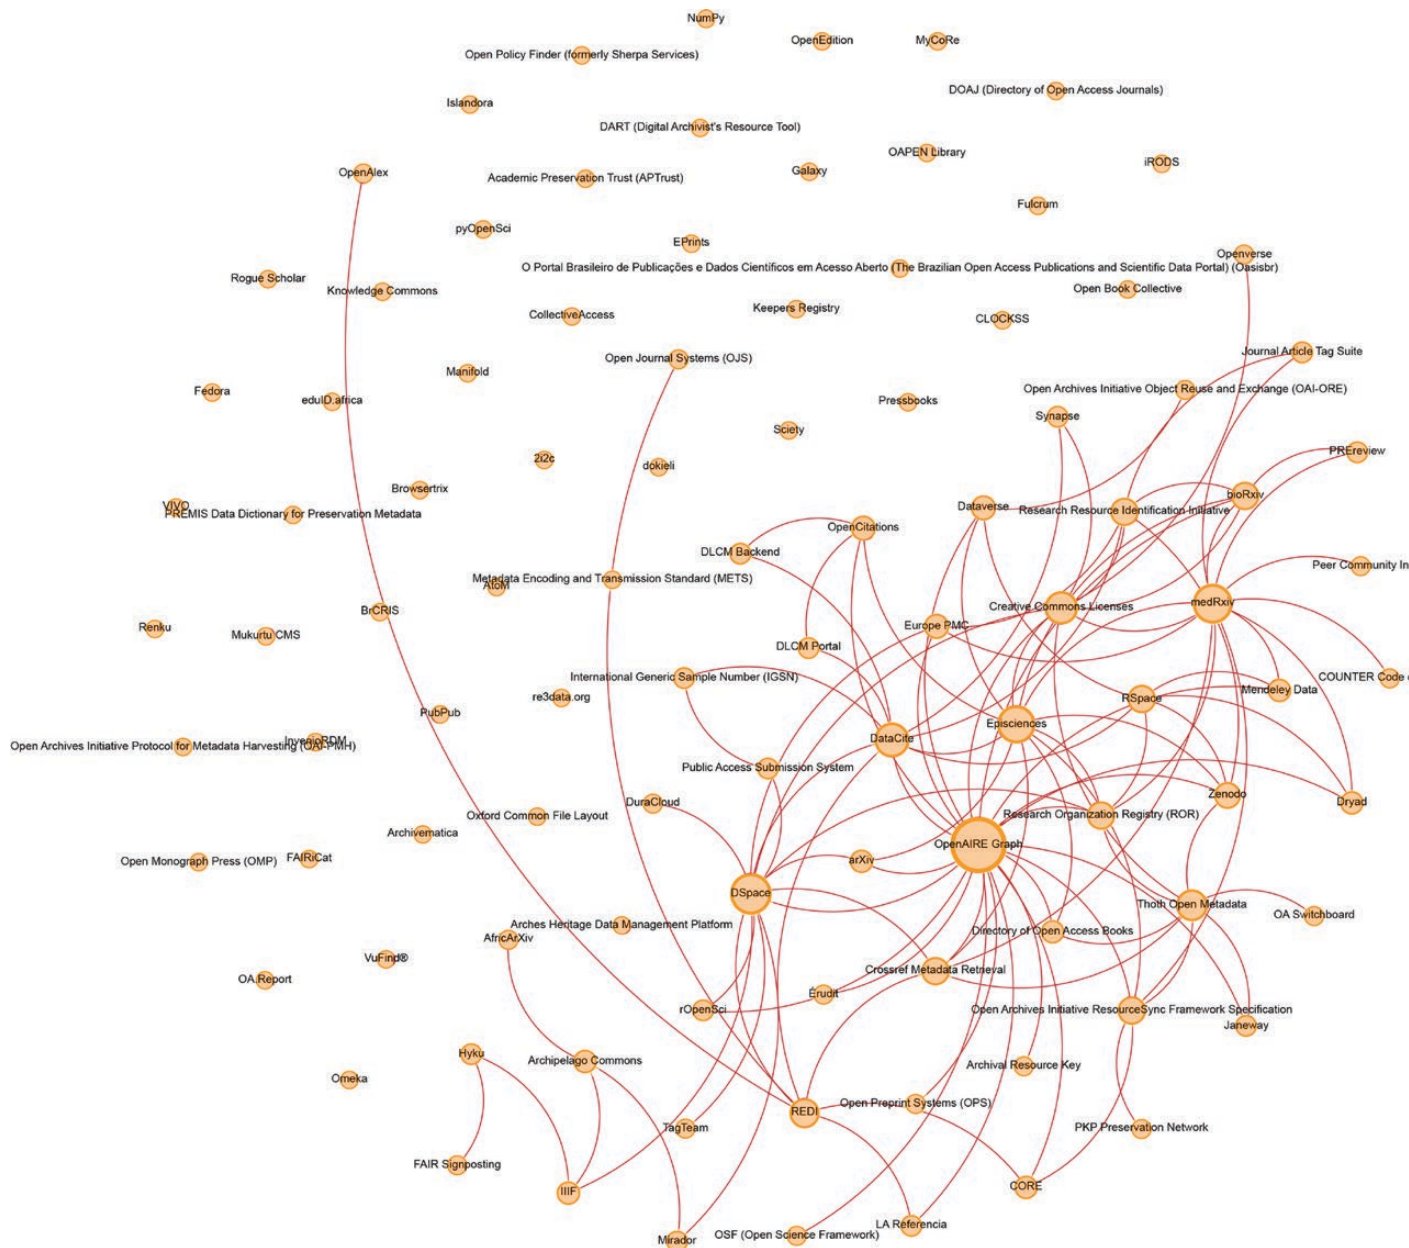 NumPy
OpenEdition
MyCoRe
Open Policy Finder (formerly Sherpa Services)
DOAJ (Directory of Open Access Journals)
Islandora
DART (Digital Archivist's Resource Tool)
OAPEN Library
iRODS
OpenAlex
Academic Preservation Trust (APTrust)
Galaxy
Fulcrum
pyOpenSci
EPrints
Openverse
O Portal Brasileiro de Publicações e Dados Científicos em Acesso Aberto (The Brazilian Open Access Publications and Scientific Data Portal) (Oasisbr)
Rogue Scholar
Knowledge Commons
Open Book Collective
CollectiveAccess
Keepers Registry
CLOCKSS
Open Journal Systems (OJS)
Journal Article Tag Suite
Manifold
Fedora
eduID.africa
Pressbooks
Open Archives Initiative Object Reuse and Exchange (OAI-ORE)
Synapse
Sciety
PREreview
2i2c
dokieli
Browsertrix
bioRxiv
VIVO
PREMIS Data Dictionary for Preservation Metadata
Dataverse
Research Resource Identification Initiative
OpenCitations
DLCM Backend
Peer Community In
Metadata Encoding and Transmission Standard (METS)
AtoM
BrCRIS
Creative Commons Licenses
medRxiv
Renku
Mukurtu CMS
Europe PMC
DLCM Portal
International Generic Sample Number (IGSN)
COUNTER Code
re3data.org
RSpace
Mendeley Data
PubPub
Episciences
DataCite
InvenioRDM
Open Archives Initiative Protocol for Metadata Harvesting (OAI-PMH)
Public Access Submission System
DuraCloud
Zenodo
Dryad
Oxford Common File Layout
Research Organization Registry (ROR)
Archivematica
OpenAIRE Graph
Open Monograph Press (OMP)
FAIRiCat
arXiv
DSpace
Thoth Open Metadata
OA Switchboard
Arches Heritage Data Management Platform
Directory of Open Access Books
AfricArXiv
VuFind®
Crossref Metadata Retrieval
OA.Report
Érudit
rOpenSci
Open Archives Initiative ResourceSync Framework Specification
Janeway
Hyku
Archipelago Commons
Archival Resource Key
Omeka
REDI
Open Preprint Systems (OPS)
TagTeam
PKP Preservation Network
FAIR Signposting
IIIF
CORE
LA Referencia
OSF (Open Science Framework)
Mirador